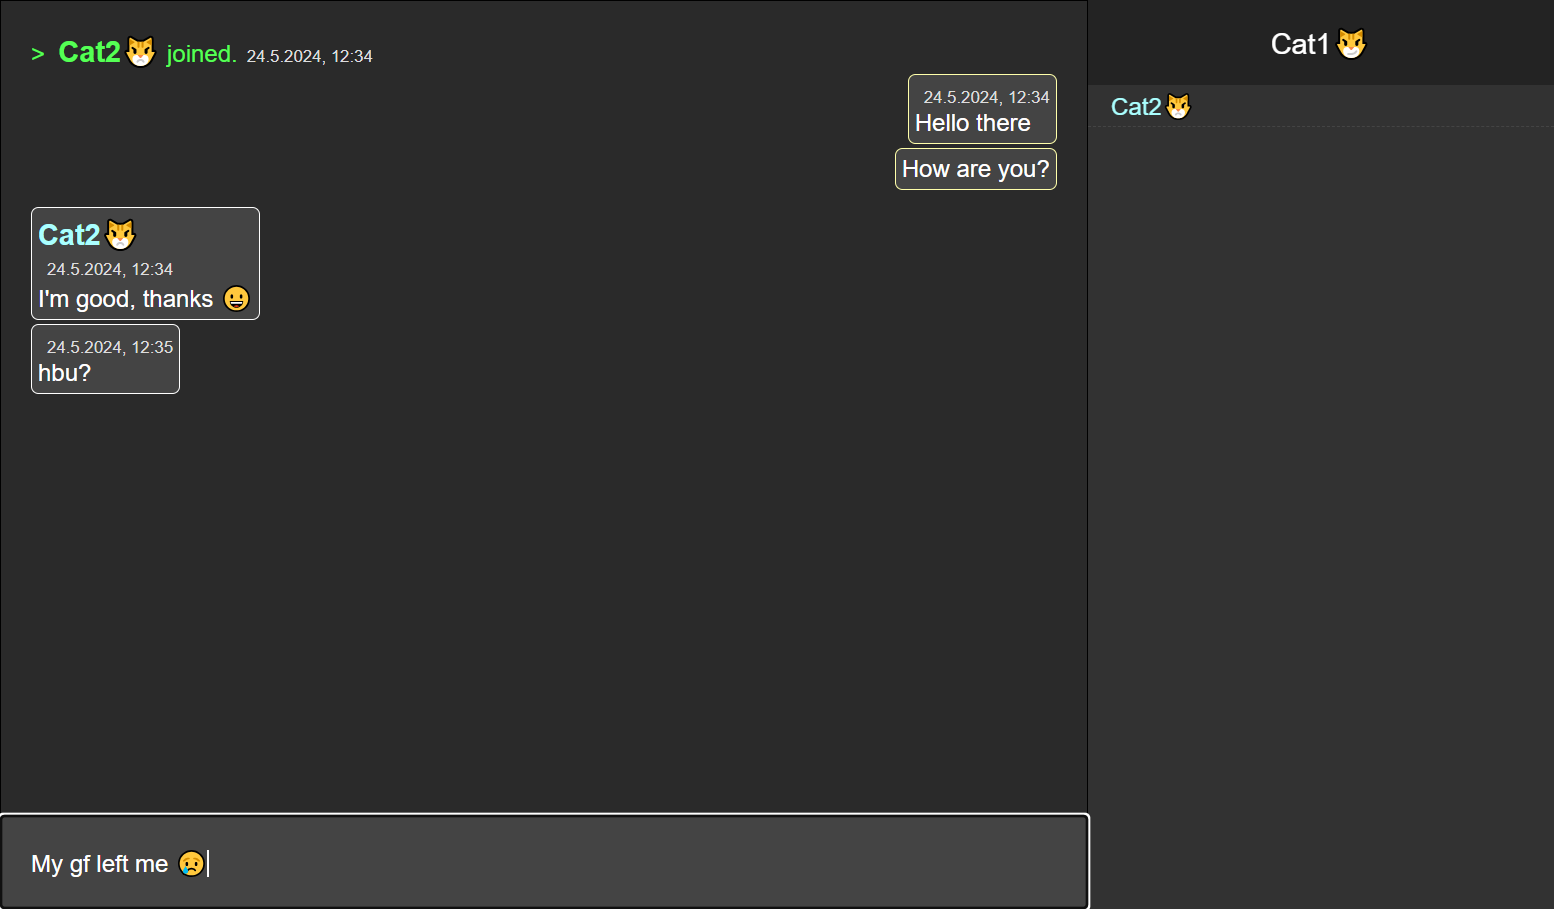 > Cat2😾 joined. 24.5.2024, 12:34
24.5.2024, 12:34
Hello there
How are you?
Cat2😾
24.5.2024, 12:34
I'm good, thanks 😀
24.5.2024, 12:35
hbu?
My gf left me 😢
Cat1😼
Cat2😾